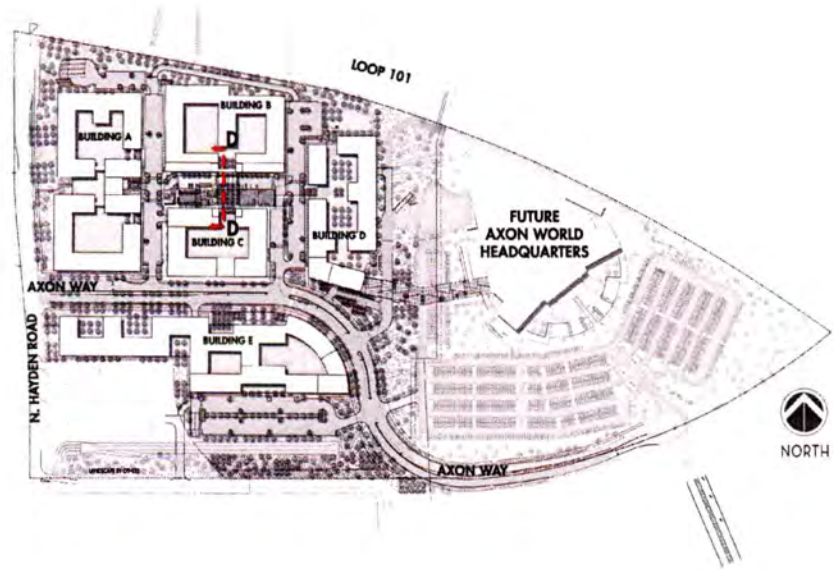 LOOP 101
BUILDING B
BUILDING A
D
D
BUILDING C
BUILDING D
FUTURE
AXON WORLD
HEADQUARTERS
AXON WAY
N. HAYDEN ROAD
BUILDING E
AXON WAY
NORTH